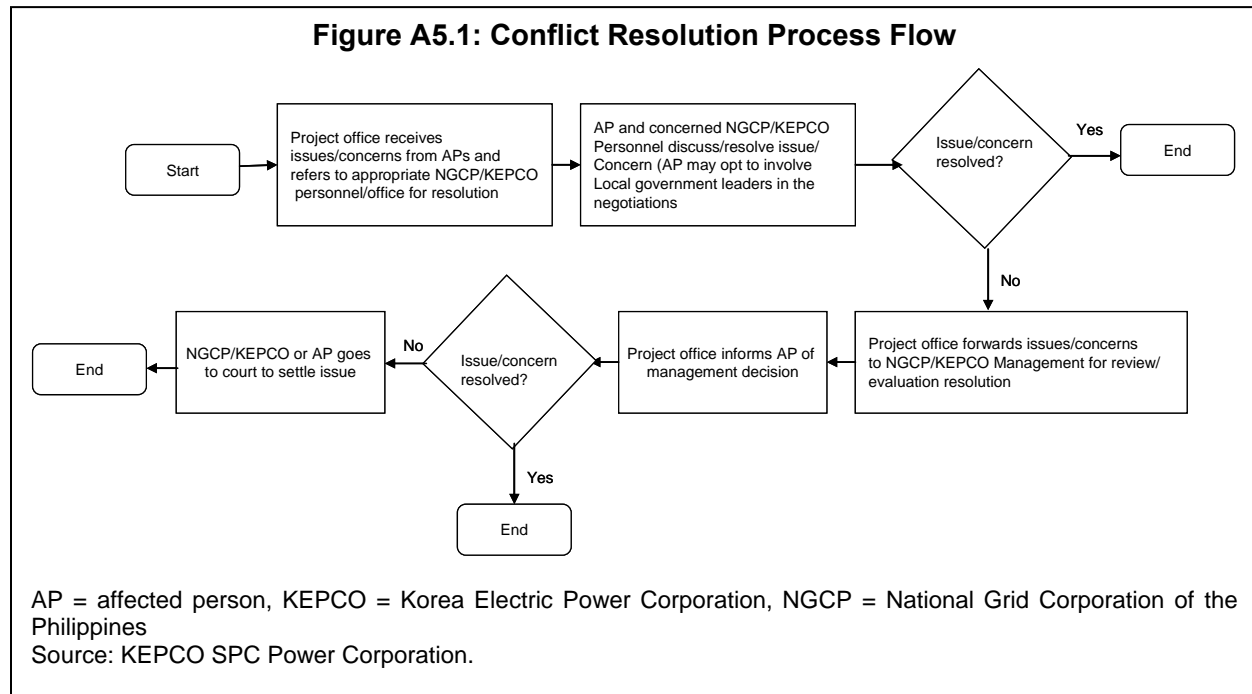 Figure A5.1: Conflict Resolution Process Flow
Start
Project office receives
issues/concerns from APs and
refers to appropriate NGCP/KEPCO
personnel/office for resolution
AP and concerned NGCP/KEPCO
Personnel discuss/resolve issue/
Concern (AP may opt to involve
Local government leaders in the
negotiations
Issue/concern
resolved?
Yes
End
No
Project office forwards issues/concerns
to NGCP/KEPCO Management for review/
evaluation resolution
Project office informs AP of
management decision
Issue/concern
resolved?
No
NGCP/KEPCO or AP goes
to court to settle issue
End
Yes
End
AP = affected person, KEPCO = Korea Electric Power Corporation, NGCP = National Grid Corporation of the
Philippines
Source: KEPCO SPC Power Corporation.